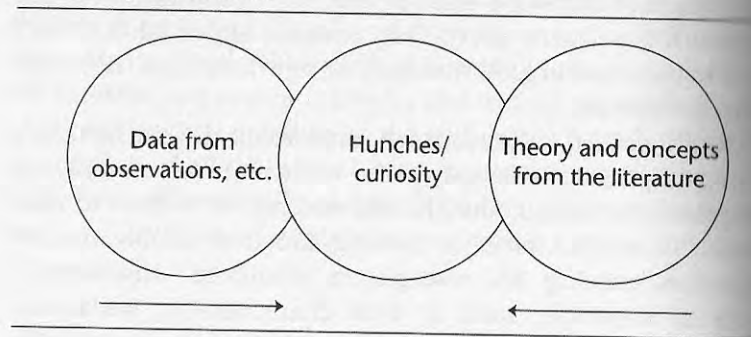 Data from
observations, etc.
Hunches/
curiosity
Theory and concepts
from the literature